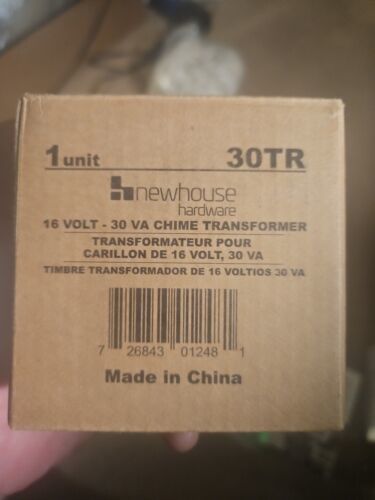 1 unit 30TR
newhouse
hardware
16 VOLT - 30 VA CHIME TRANSFORMER
TRANSFORMATEUR POUR
CARILLON DE 16 VOLT, 30 VA
TIMBRE TRANSFORMADOR DE 16 VOLTIOS 30 VA
7 26843 01248 1
Made in China